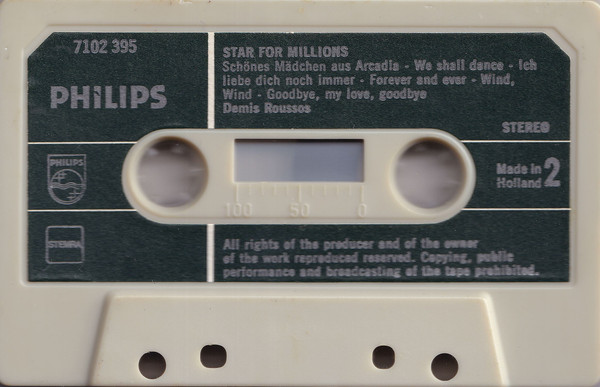 7102 395
PHILIPS
STAR FOR MILLIONS
Schönes Mädchen aus Arcadia - We shall dance - Ich
liebe dich noch immer - Forever and ever - Wind,
Wind - Goodbye, my love, goodbye
Demis Roussos
STEREO
PHILIPS
Made in
Holland 2
100 50 0
STEMRA
All rights of the producer and of the owner
of the work reproduced reserved. Copying, public
performance and broadcasting of the tape prohibited.